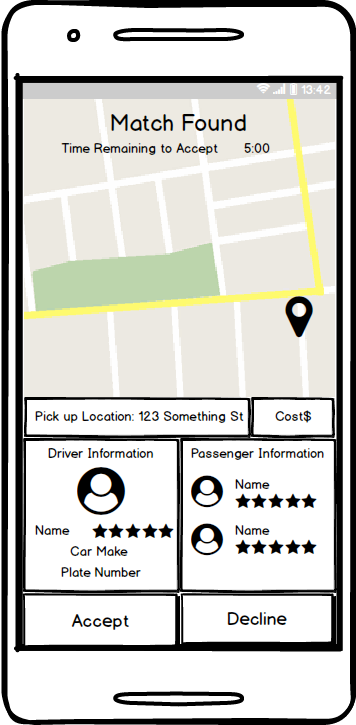 13:42
Match Found
Time Remaining to Accept 5:00
Pick up Location: 123 Something St
Cost$
Driver Information
Name
Car Make
Plate Number
Passenger Information
Name
Name
Accept
Decline